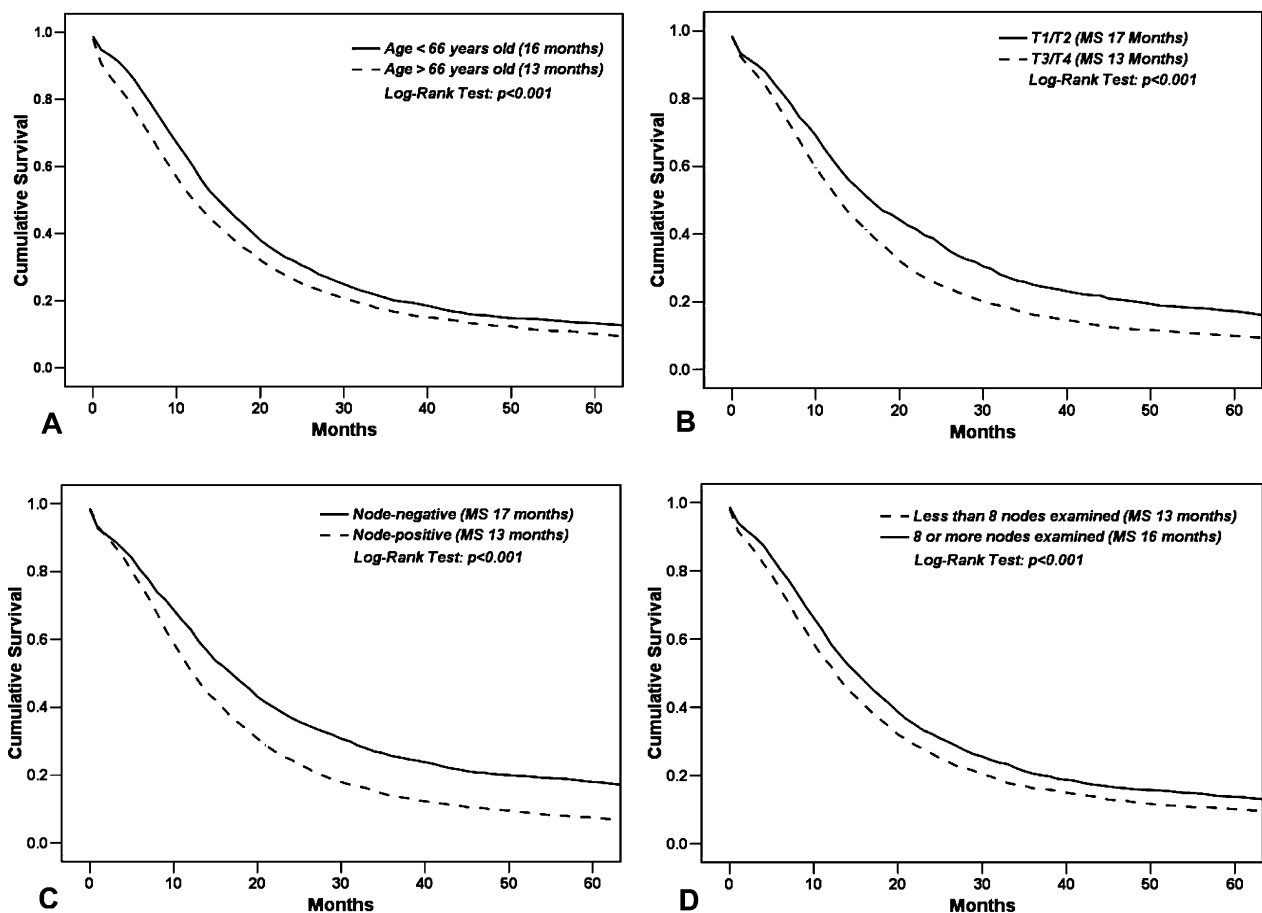 Cumulative Survival
1.0
0.8
0.6
0.4
0.2
0.0
Age < 66 years old (16 months)
Age > 66 years old (13 months)
Log-Rank Test: p<0.001
0 10 20 30 40 50 60
Months
A
Cumulative Survival
1.0
0.8
0.6
0.4
0.2
0.0
T1/T2 (MS 17 Months)
T3/T4 (MS 13 Months)
Log-Rank Test: p<0.001
0 10 20 30 40 50 60
Months
B
Cumulative Survival
1.0
0.8
0.6
0.4
0.2
0.0
Node-negative (MS 17 months)
Node-positive (MS 13 months)
Log-Rank Test: p<0.001
0 10 20 30 40 50 60
Months
C
Cumulative Survival
1.0
0.8
0.6
0.4
0.2
0.0
Less than 8 nodes examined (MS 13 months)
8 or more nodes examined (MS 16 months)
Log-Rank Test: p<0.001
0 10 20 30 40 50 60
Months
D